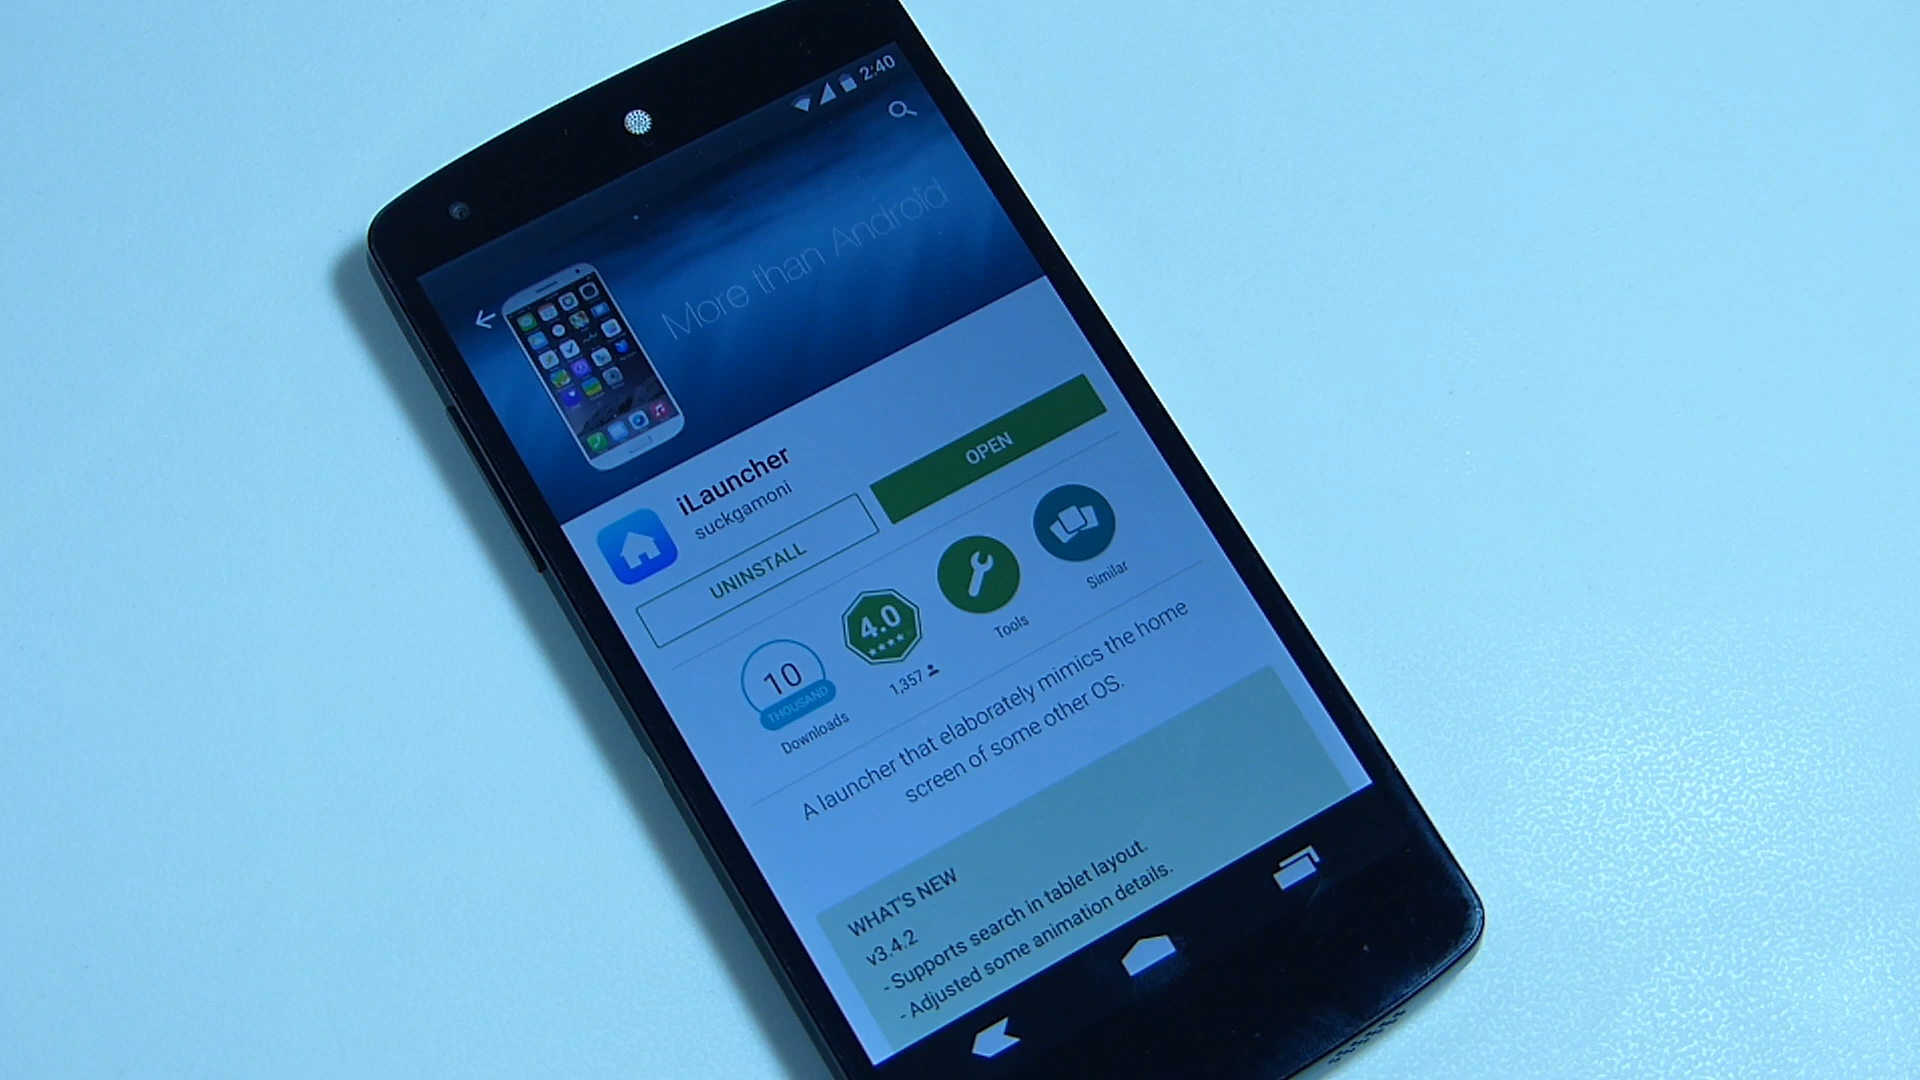 2:40
More than Android
iLauncher
suckgamoni
UNINSTALL
OPEN
10
THOUSAND
Downloads
4.0
1,357
Tools
Similar
A launcher that elaborately mimics the home
screen of some other OS.
WHAT'S NEW
v3.4.2
- Supports search in tablet layout.
- Adjusted some animation details.